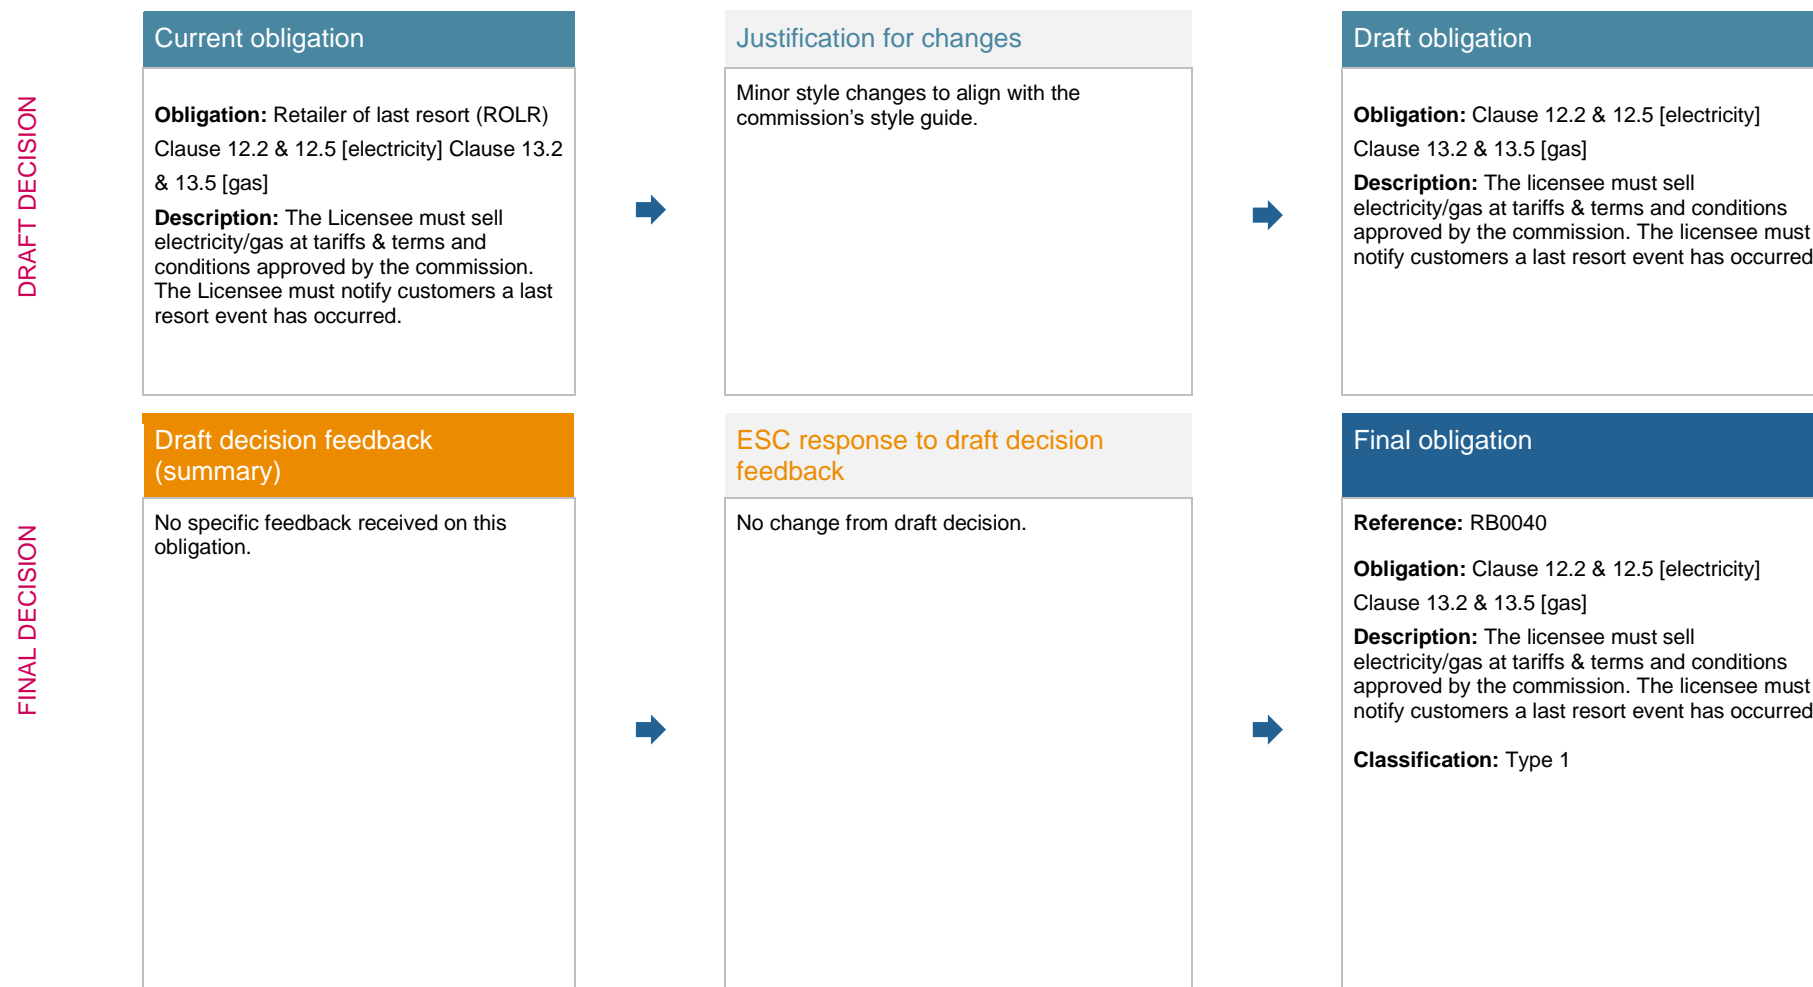 DRAFT DECISION
Current obligation
Obligation: Retailer of last resort (ROLR)
Clause 12.2 & 12.5 [electricity] Clause 13.2
& 13.5 [gas]
Description: The Licensee must sell
electricity/gas at tariffs & terms and
conditions approved by the commission.
The Licensee must notify customers a last
resort event has occurred.
Justification for changes
Minor style changes to align with the
commission’s style guide.
Draft obligation
Obligation: Clause 12.2 & 12.5 [electricity]
Clause 13.2 & 13.5 [gas]
Description: The licensee must sell
electricity/gas at tariffs & terms and conditions
approved by the commission. The licensee must
notify customers a last resort event has occurred
FINAL DECISION
Draft decision feedback
(summary)
No specific feedback received on this
obligation.
ESC response to draft decision
feedback
No change from draft decision.
Final obligation
Reference: RB0040
Obligation: Clause 12.2 & 12.5 [electricity]
Clause 13.2 & 13.5 [gas]
Description: The licensee must sell
electricity/gas at tariffs & terms and conditions
approved by the commission. The licensee must
notify customers a last resort event has occurred
Classification: Type 1